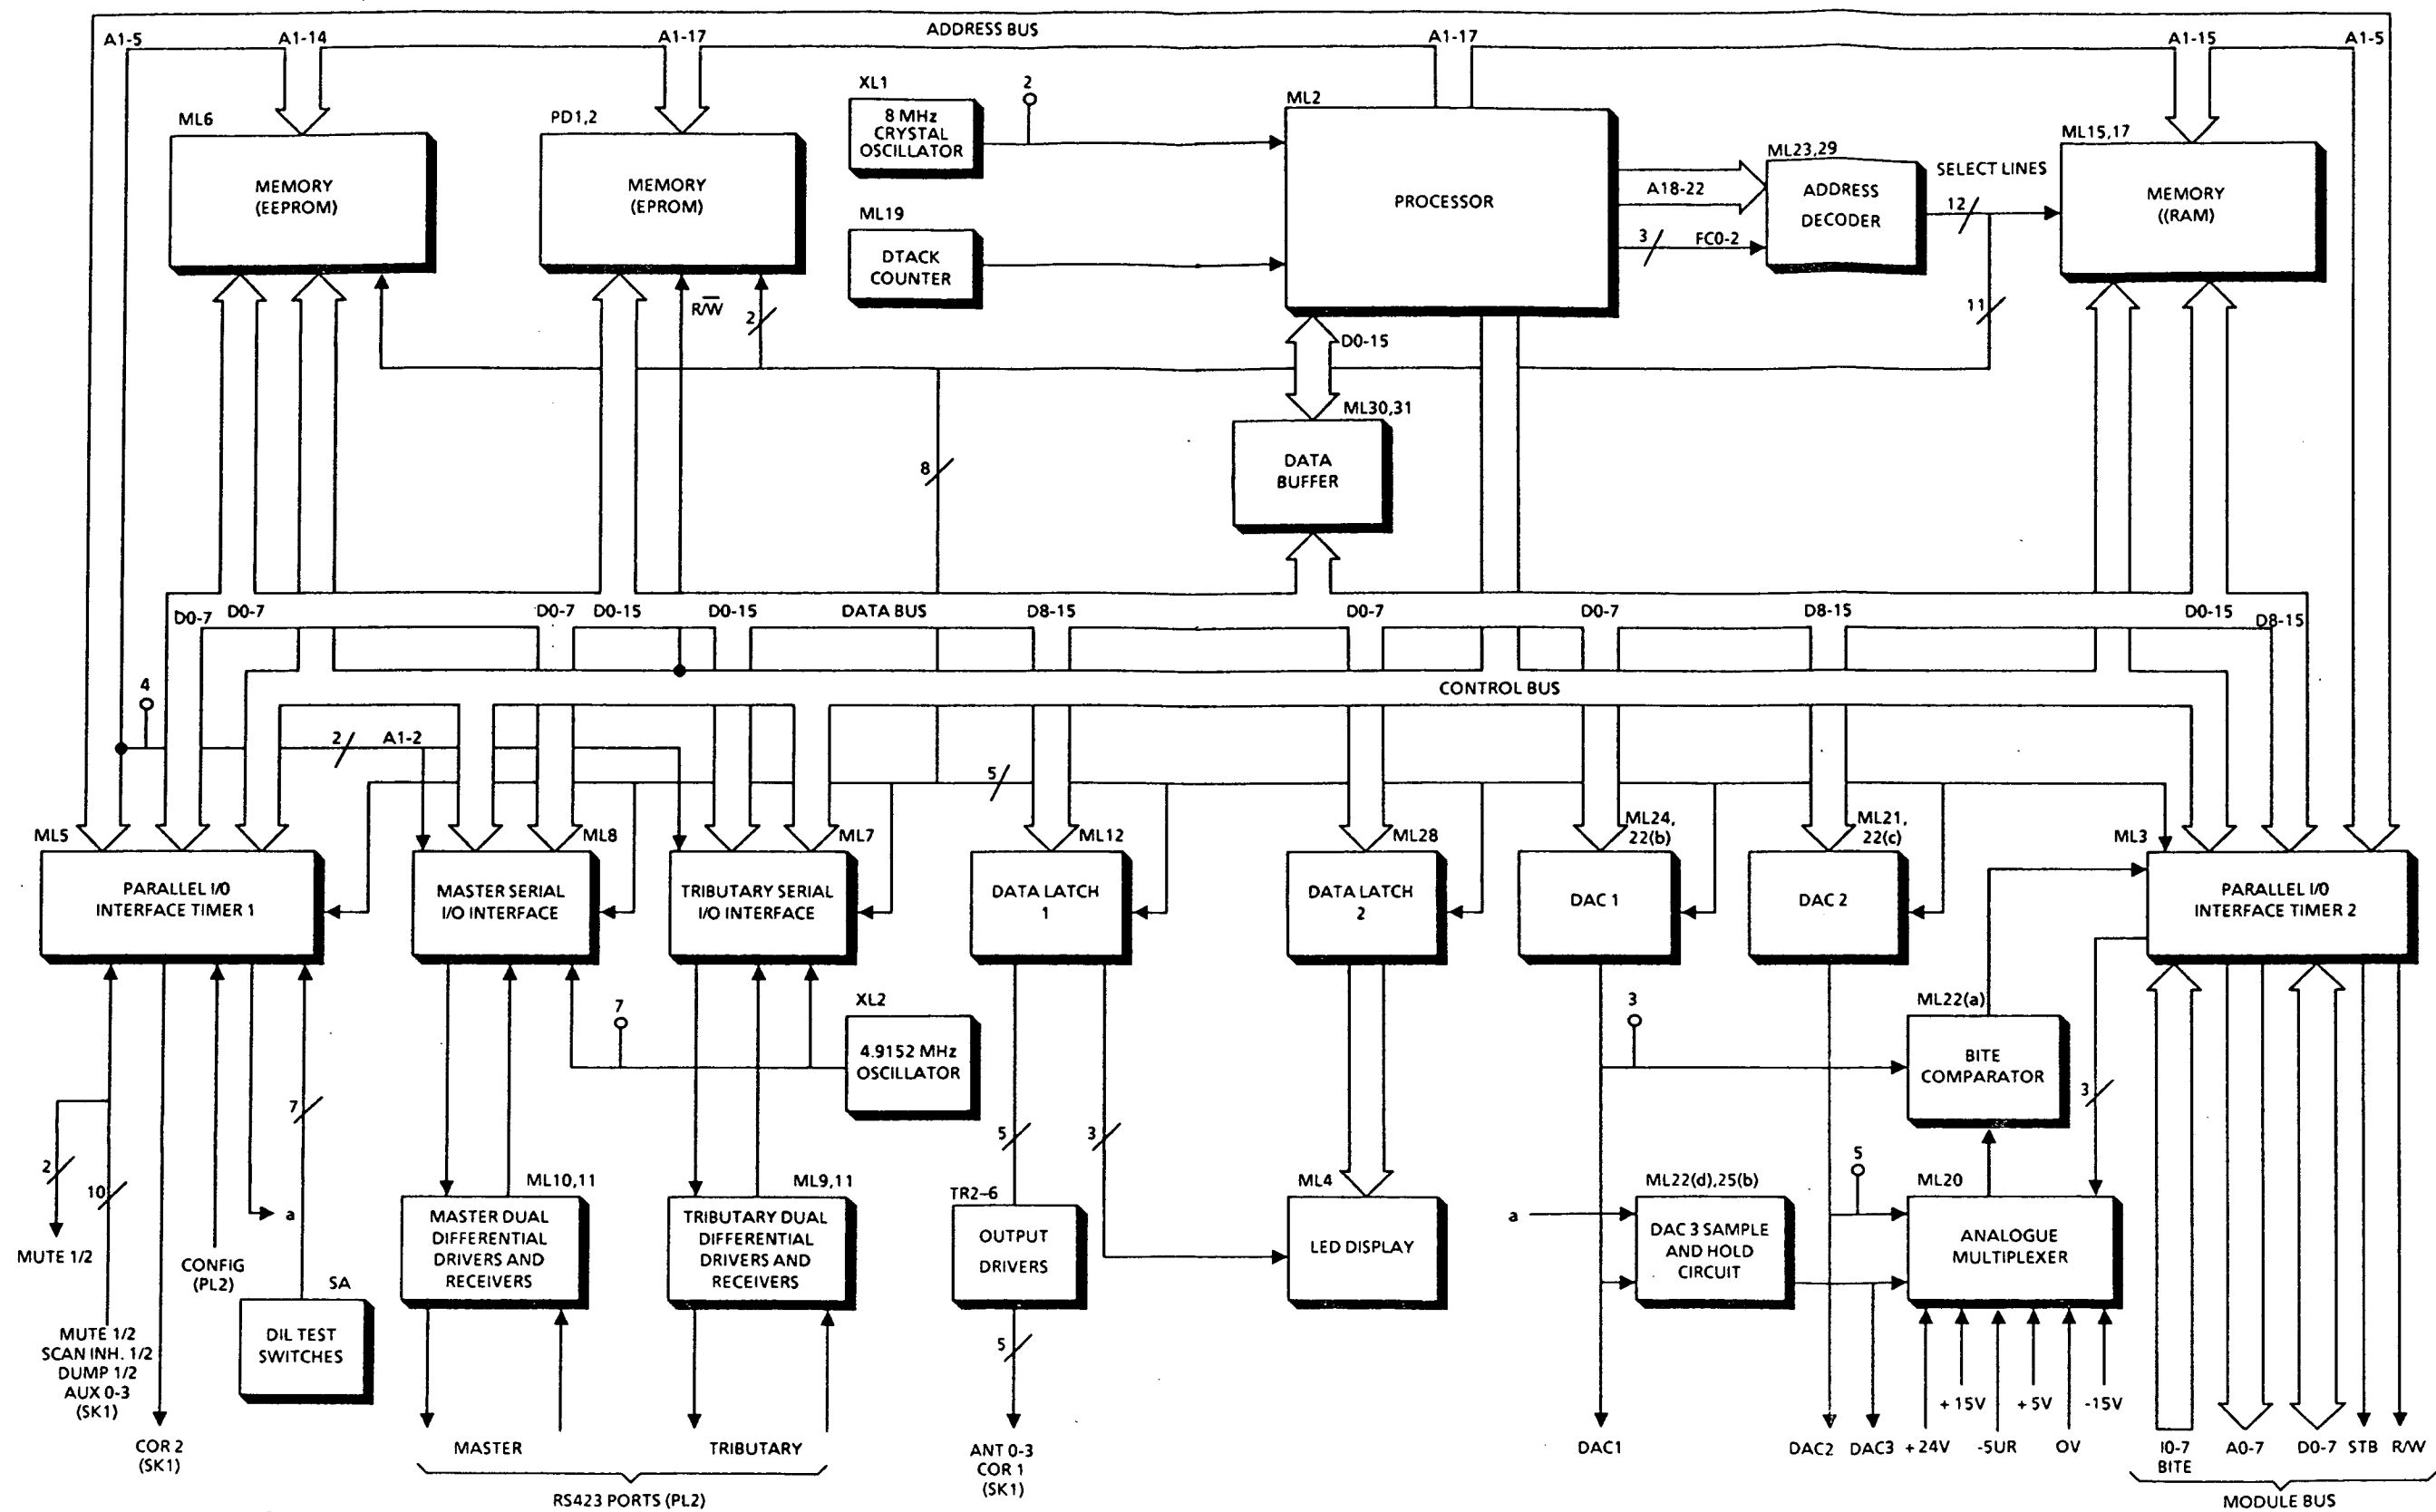 ADDRESS BUS
A1-5
A1-14
A1-17
A1-17
A1-15
A1-5
XL1
2
ML2
ML6
PD1,2
8 MHz
CRYSTAL
OSCILLATOR
ML15,17
ML23,29
SELECT LINES
MEMORY
(EEPROM)
MEMORY
(EPROM)
PROCESSOR
A18-22
ADDRESS
DECODER
12
MEMORY
((RAM)
ML19
DTACK
COUNTER
3
FC0-2
R/W
2
11
D0-15
ML30,31
DATA
BUFFER
8
D0-7
D0-7
D0-7
D0-15
D0-15
DATA BUS
D8-15
D0-7
D0-7
D8-15
D0-15
D8-15
4
CONTROL BUS
2
A1-2
5
ML5
ML8
ML7
ML12
ML28
ML24,
22(b)
ML21,
22(c)
ML3
PARALLEL I/O
INTERFACE TIMER 1
MASTER SERIAL
I/O INTERFACE
TRIBUTARY SERIAL
I/O INTERFACE
DATA LATCH
1
DATA LATCH
2
DAC 1
DAC 2
PARALLEL I/O
INTERFACE TIMER 2
XL2
7
4.9152 MHz
OSCILLATOR
3
ML22(a)
BITE
COMPARATOR
3
7
5
3
2
10
a
MUTE 1/2
CONFIG
(PL2)
ML10,11
MASTER DUAL
DIFFERENTIAL
DRIVERS AND
RECEIVERS
ML9,11
TRIBUTARY DUAL
DIFFERENTIAL
DRIVERS AND
RECEIVERS
TR2-6
OUTPUT
DRIVERS
ML4
LED DISPLAY
a
ML22(d),25(b)
DAC 3 SAMPLE
AND HOLD
CIRCUIT
5
ML20
ANALOGUE
MULTIPLEXER
SA
DIL TEST
SWITCHES
MUTE 1/2
SCAN INH. 1/2
DUMP 1/2
AUX 0-3
(SK1)
5
+15V
+5V
-15V
COR 2
(SK1)
MASTER
TRIBUTARY
ANT 0-3
COR 1
(SK1)
DAC1
DAC2
DAC3
+24V
-5UR
OV
I0-7
BITE
A0-7
D0-7
STB
R/W
RS423 PORTS (PL2)
MODULE BUS